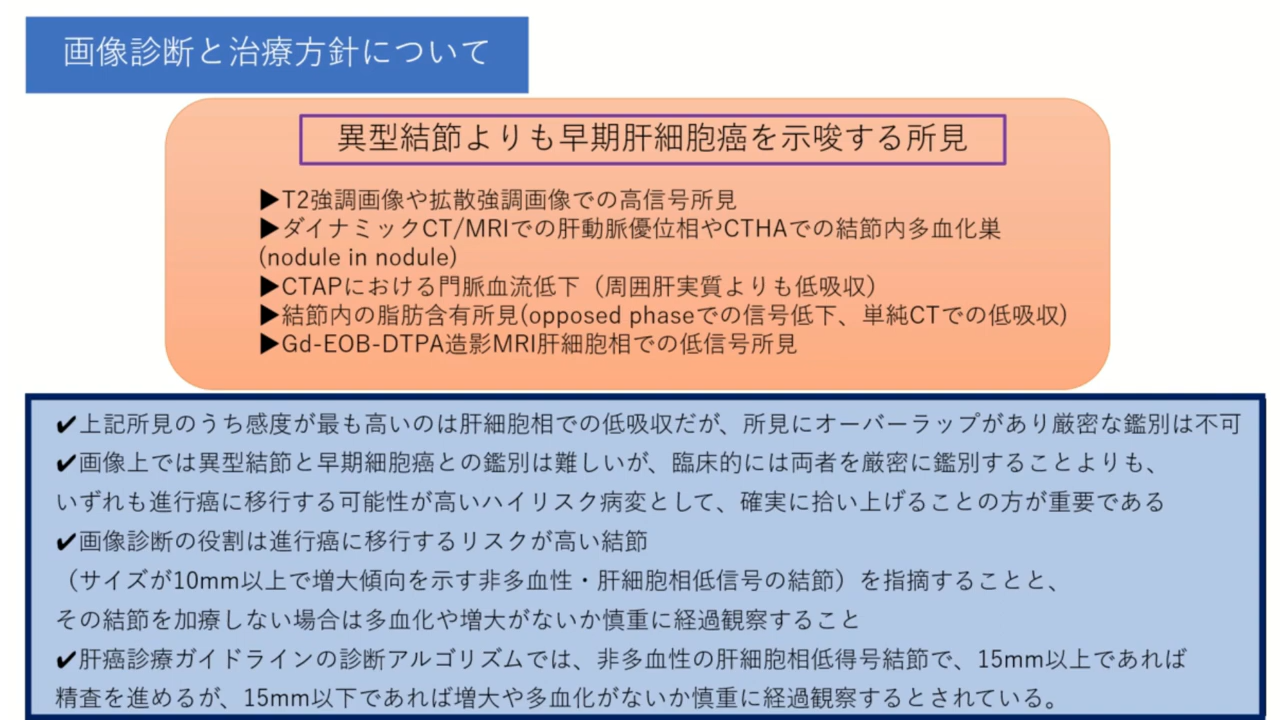 画像診断と治療方針について
異型結節よりも早期肝細胞癌を示唆する所見
▶T2強調画像や拡散強調画像での高信号所見
▶ダイナミックCT/MRIでの肝動脈優位相やCTHAでの結節内多血化巣
(nodule in nodule)
▶CTAPにおける門脈血流低下（周囲肝実質よりも低吸収）
▶結節内の脂肪含有所見(opposed phaseでの信号低下、単純CTでの低吸収)
▶Gd-EOB-DTPA造影MRI肝細胞相での低信号所見
✔上記所見のうち感度が最も高いのは肝細胞相での低吸収だが、所見にオーバーラップがあり厳密な鑑別は不可
✔画像上では異型結節と早期細胞癌との鑑別は難しいが、臨床的には両者を厳密に鑑別することよりも、
いずれも進行癌に移行する可能性が高いハイリスク病変として、確実に拾い上げることの方が重要である
✔画像診断の役割は進行癌に移行するリスクが高い結節
（サイズが10mm以上で増大傾向を示す非多血性・肝細胞相低信号の結節）を指摘することと、
その結節を加療しない場合は多血化や増大がないか慎重に経過観察すること
✔肝癌診療ガイドラインの診断アルゴリズムでは、非多血性の肝細胞相低得号結節で、15mm以上であれば
精査を進めるが、15mm以下であれば増大や多血化がないか慎重に経過観察するとされている。